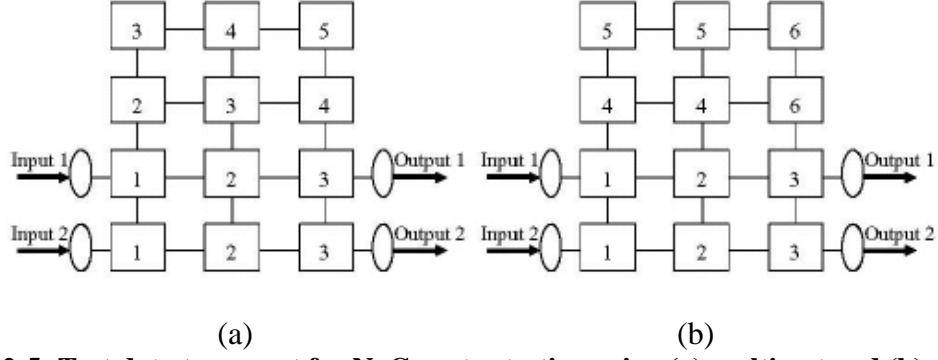 3 4 5 5 5 6
2 3 4 4 4 6
Input 1 1 2 3 Output 1 Input 1 1 2 3 Output 1
Input 2 1 2 3 Output 2 Input 2 1 2 3 Output 2
(a) (b)